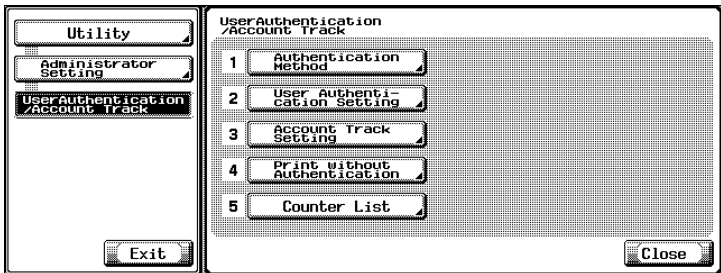 Utility
Administrator
Setting
UserAuthentication
/Account Track
Exit
UserAuthentication
/Account Track
1 Authentication
Method
2 User Authenti-
cation Setting
3 Account Track
Setting
4 Print without
Authentication
5 Counter List
Close